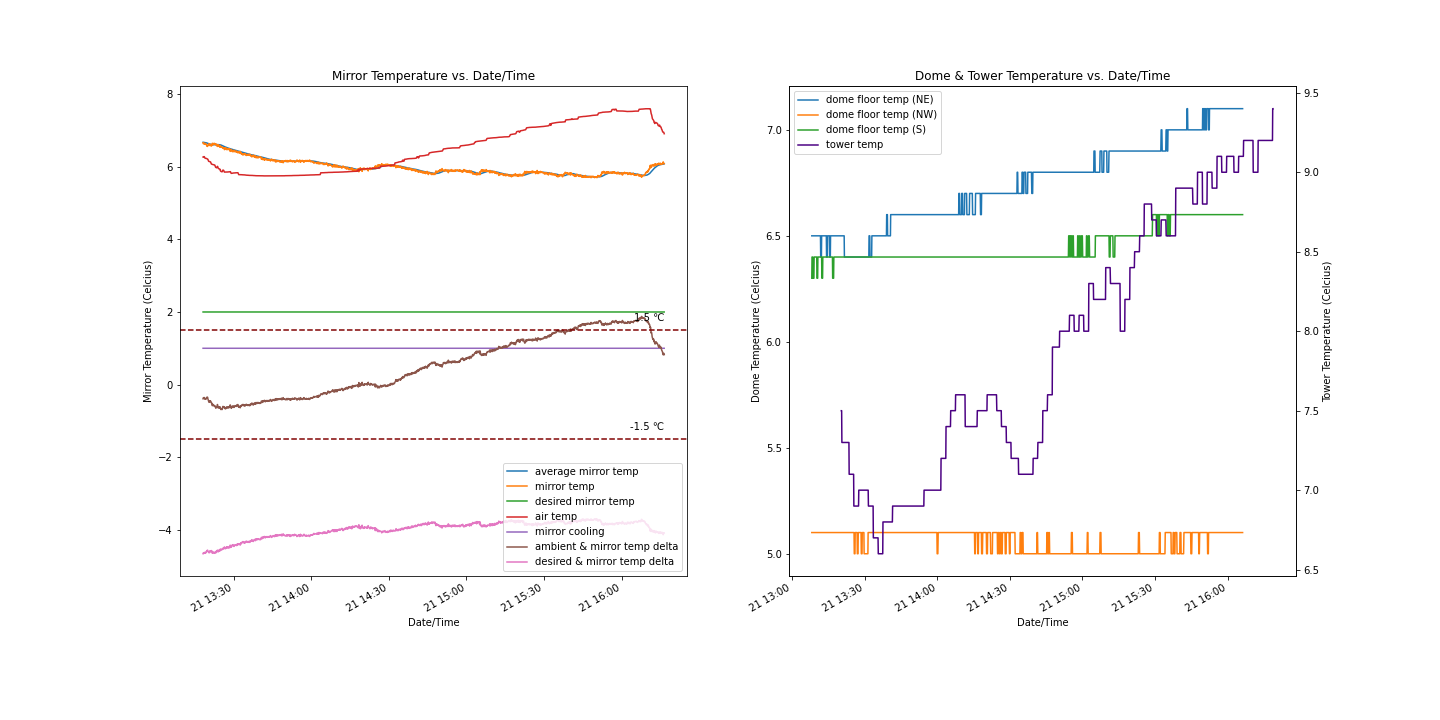 Mirror Temperature vs. Date/Time
8
6
4
2
0
−2
−4
Mirror Temperature (Celcius)
1.5 °C
-1.5 °C
average mirror temp
mirror temp
desired mirror temp
air temp
mirror cooling
ambient & mirror temp delta
desired & mirror temp delta
21 13:30
21 14:00
21 14:30
21 15:00
21 15:30
21 16:00
Date/Time
Dome & Tower Temperature vs. Date/Time
dome floor temp (NE)
dome floor temp (NW)
dome floor temp (S)
tower temp
7.0
6.5
6.0
5.5
5.0
Dome Temperature (Celcius)
9.5
9.0
8.5
8.0
7.5
7.0
6.5
Tower Temperature (Celcius)
21 13:00
21 13:30
21 14:00
21 14:30
21 15:00
21 15:30
21 16:00
Date/Time